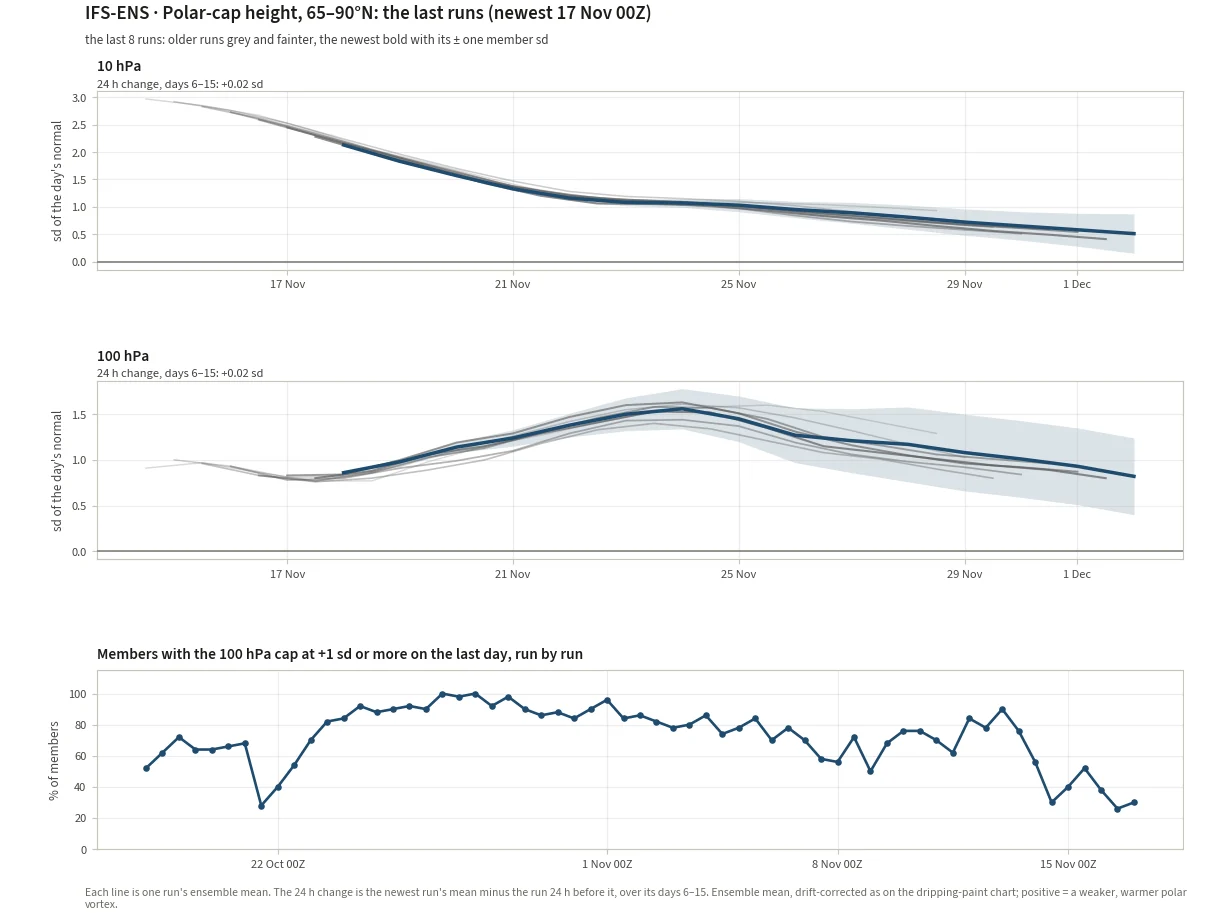 IFS-ENS · Polar-cap height, 65–90°N: the last runs (newest 17 Nov 00Z)
the last 8 runs: older runs grey and fainter, the newest bold with its ± one member sd
10 hPa
24 h change, days 6–15: +0.02 sd
sd of the day's normal
3.0
2.5
2.0
1.5
1.0
0.5
0.0
17 Nov
21 Nov
25 Nov
29 Nov
1 Dec
100 hPa
24 h change, days 6–15: +0.02 sd
sd of the day's normal
1.5
1.0
0.5
0.0
17 Nov
21 Nov
25 Nov
29 Nov
1 Dec
Members with the 100 hPa cap at +1 sd or more on the last day, run by run
% of members
100
80
60
40
20
0
22 Oct 00Z
1 Nov 00Z
8 Nov 00Z
15 Nov 00Z
Each line is one run's ensemble mean. The 24 h change is the newest run's mean minus the run 24 h before it, over its days 6–15. Ensemble mean, drift-corrected as on the dripping-paint chart; positive = a weaker, warmer polar
vortex.